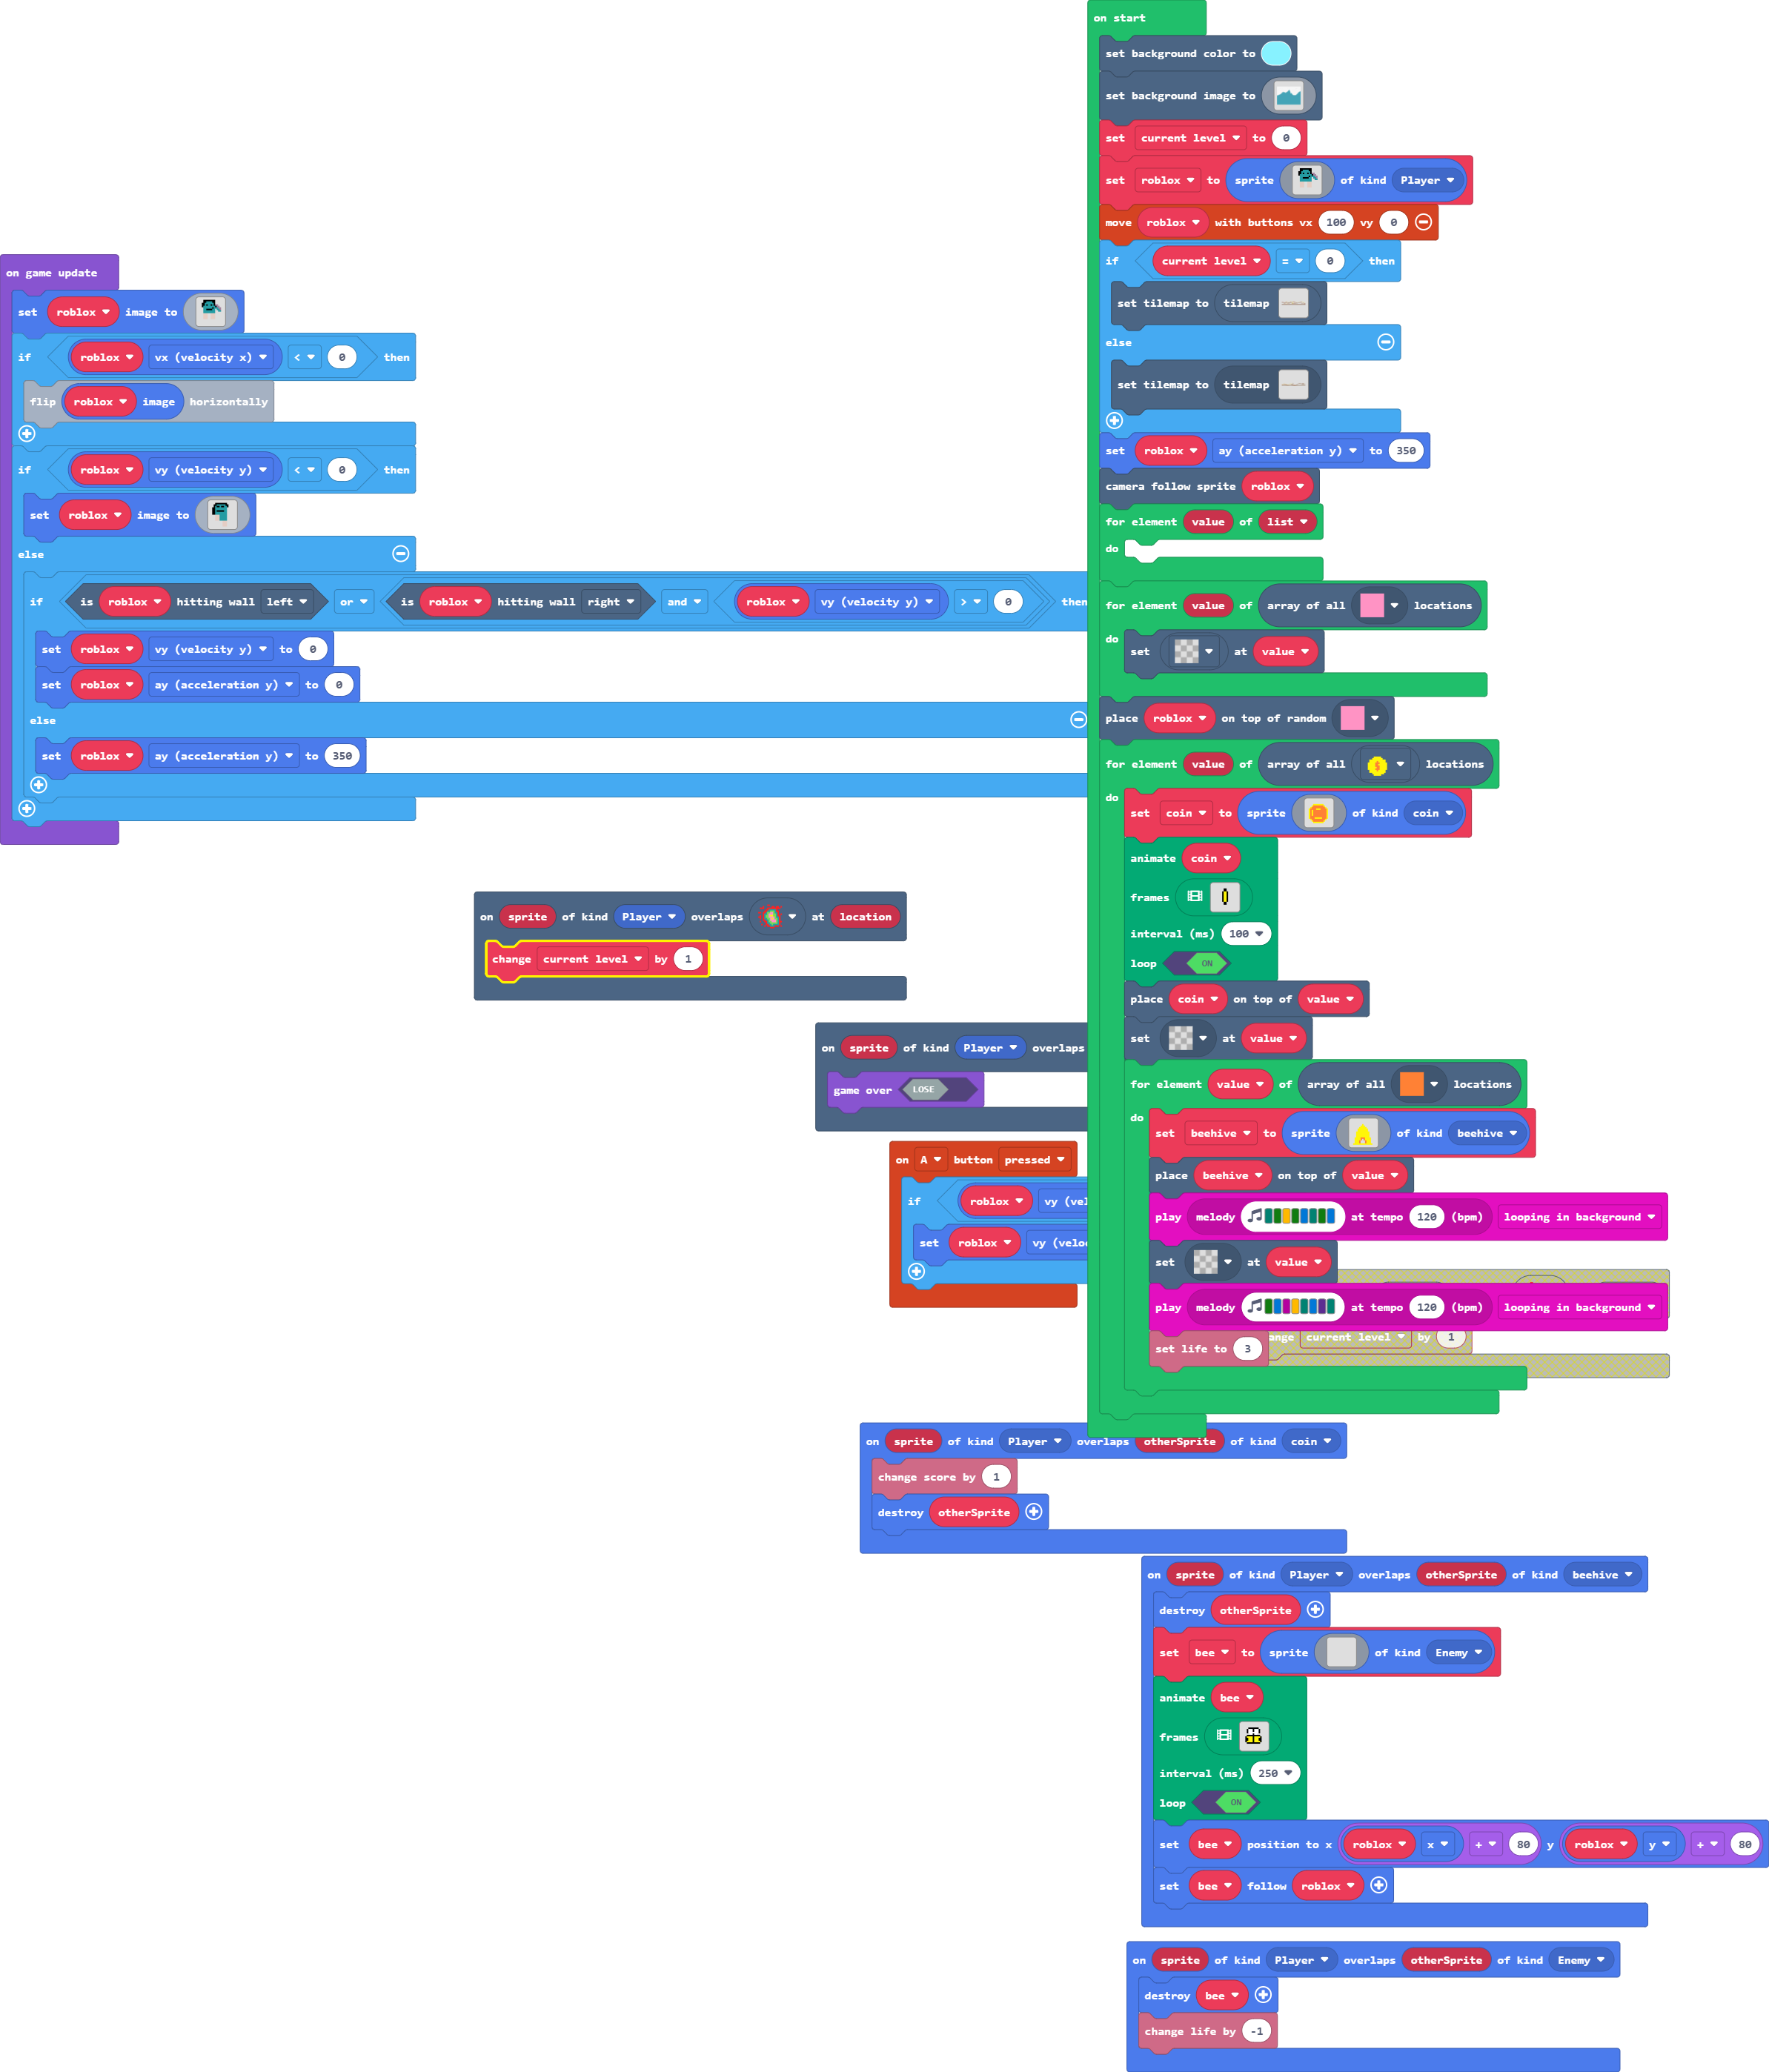 on start
set background color to
set background image to
set current level to 0
set roblox to sprite of kind Player
move roblox with buttons vx 100 vy 0
if current level = 0 then
set tilemap to tilemap
else
set tilemap to tilemap
set roblox ay (acceleration y) to 350
camera follow sprite roblox
for element value of list
do
for element value of array of all locations
do
set at value
place roblox on top of random
for element value of array of all $ locations
do
set coin to sprite of kind coin
animate coin
frames
interval (ms) 100
loop ON
place coin on top of value
set at value
for element value of array of all locations
do
set beehive to sprite of kind beehive
place beehive on top of value
play melody at tempo 120 (bpm) looping in background
set at value
play melody at tempo 120 (bpm) looping in background
set life to 3
ange current level by 1
on game update
set roblox image to
if roblox vx (velocity x) < 0 then
flip roblox image horizontally
if roblox vy (velocity y) < 0 then
set roblox image to
else
if is roblox hitting wall left or is roblox hitting wall right and roblox vy (velocity y) > 0 then
set roblox vy (velocity y) to 0
set roblox ay (acceleration y) to 0
else
set roblox ay (acceleration y) to 350
on sprite of kind Player overlaps at location
change current level by 1
on sprite of kind Player overlaps
game over LOSE
on A button pressed
if roblox vy (vel
set roblox vy (velo
on sprite of kind Player overlaps otherSprite of kind coin
change score by 1
destroy otherSprite
on sprite of kind Player overlaps otherSprite of kind beehive
destroy otherSprite
set bee to sprite of kind Enemy
animate bee
frames
interval (ms) 250
loop ON
set bee position to x roblox x + 80 y roblox y + 80
set bee follow roblox
on sprite of kind Player overlaps otherSprite of kind Enemy
destroy bee
change life by -1